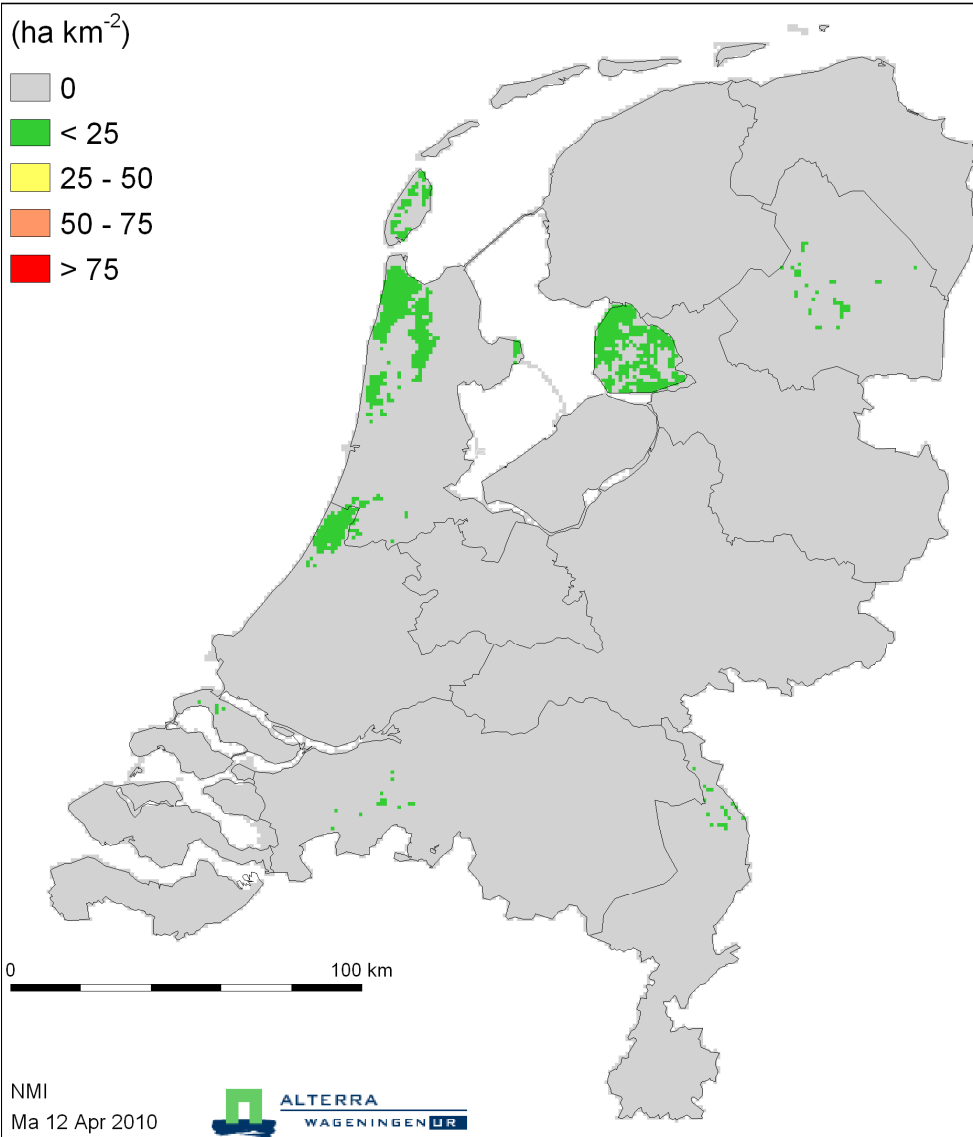 (ha km-2)
0
< 25
25 - 50
50 - 75
> 75
0 100 km
NMI
Ma 12 Apr 2010
ALTERRA
WAGENINGEN UR